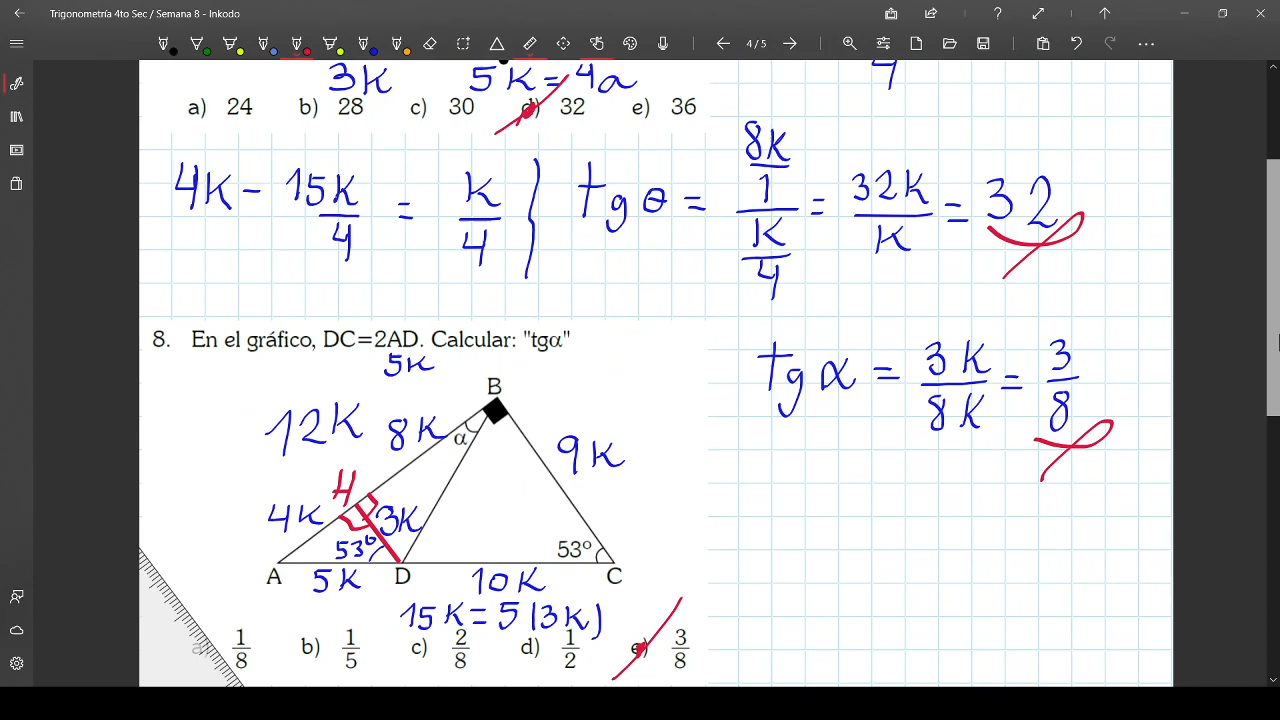 Trigonometría 4to Sec / Semana 8 - Inkodo
4/5
3K 5K = 4a
4
a) 24 b) 28 c) 30 d) 32 e) 36
4K - 15K/4 = K/4 } tgθ = (8K/1)/(K/4) = 32K/K = 32
8. En el gráfico, DC=2AD. Calcular: "tgα"
5K
tgα = 3K/8K = 3/8
B
12K 8K α 9K
4
4K 3K
53° 53º
A D C
5K 10K
15K = 5(3K)
a) 1/8 b) 1/5 c) 2/8 d) 1/2 e) 3/8